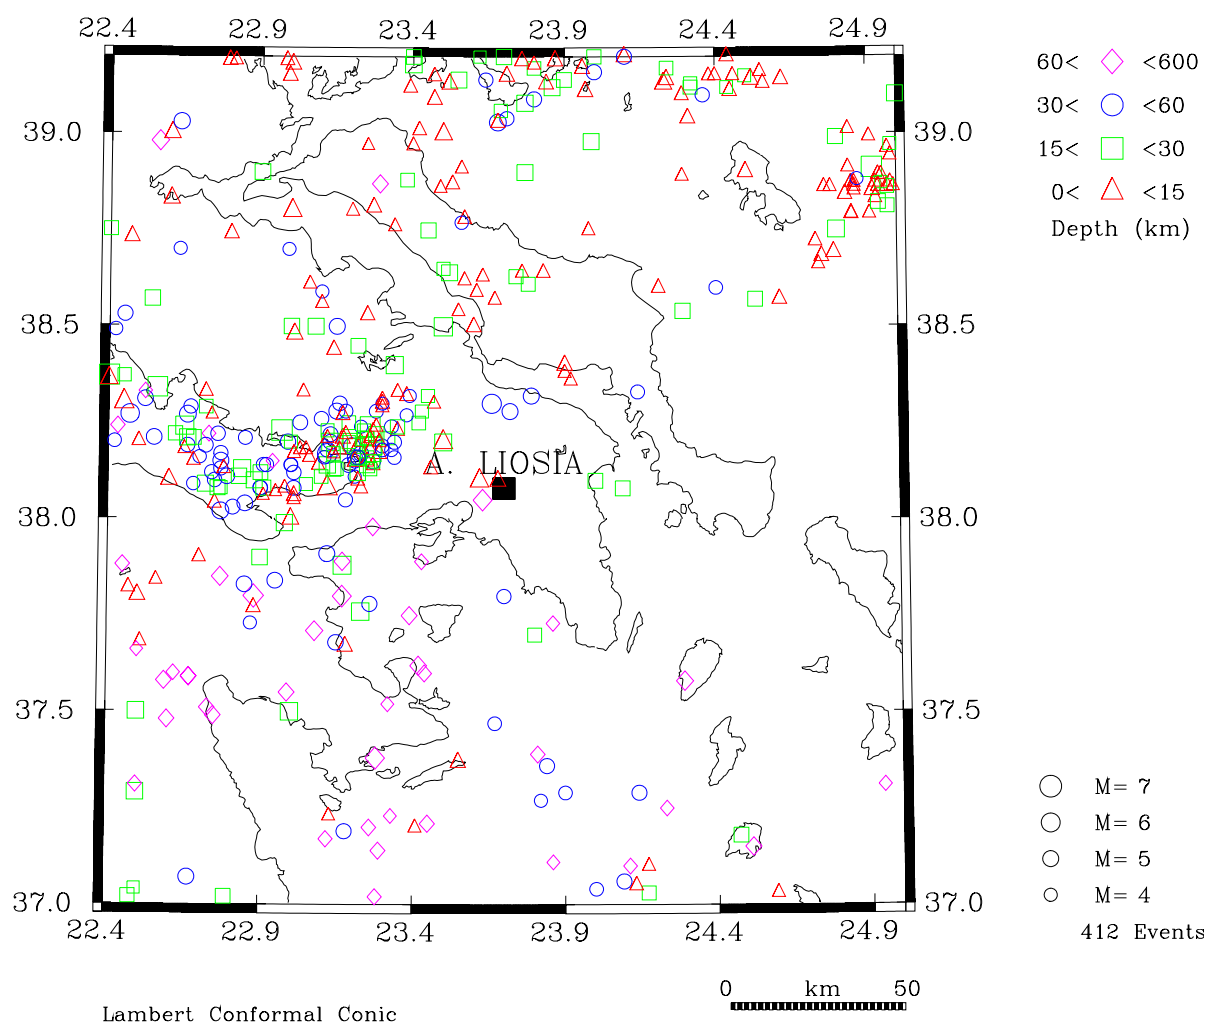 22.4 22.9 23.4 23.9 24.4 24.9
60< <600
30< <60
15< <30
0< <15
Depth (km)
39.0 39.0
38.5 38.5
A. LIOSIA
38.0 38.0
37.5 37.5
M= 7
M= 6
M= 5
M= 4
37.0 37.0
22.4 22.9 23.4 23.9 24.4 24.9
412 Events
0 km 50
Lambert Conformal Conic